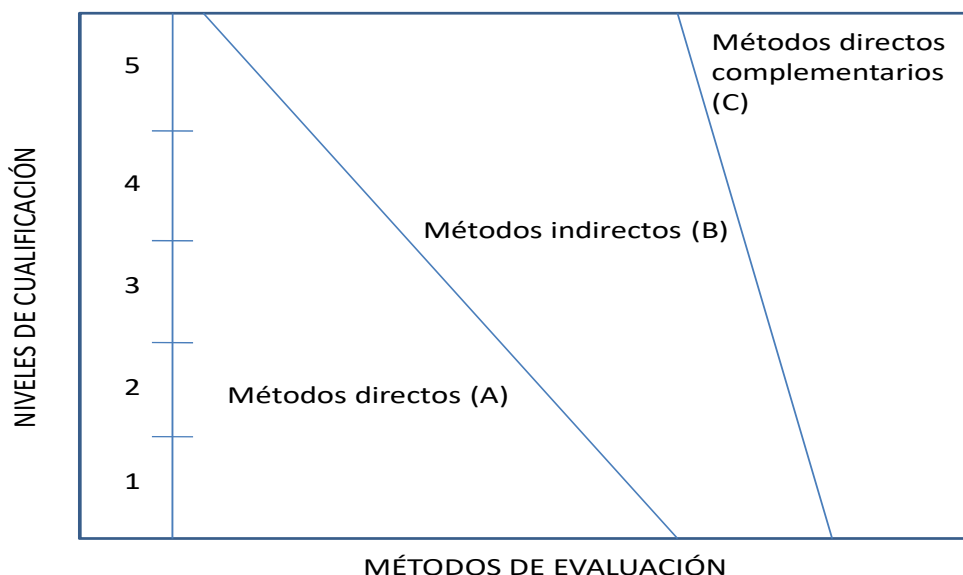 Métodos directos
complementarios
(C)
5
4
Métodos indirectos (B)
3
2
Métodos directos (A)
1
NIVELES DE CUALIFICACIÓN
MÉTODOS DE EVALUACIÓN